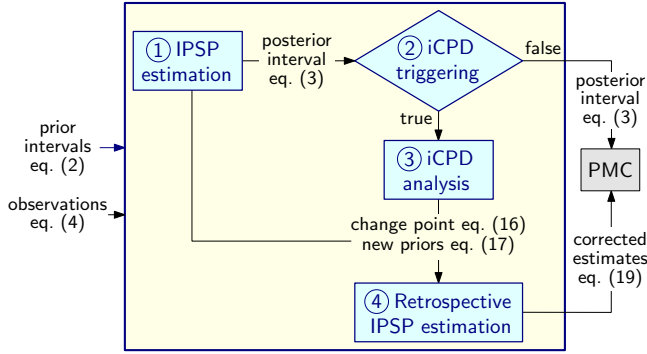 ① IPSP
estimation
posterior
interval
eq. (3)
② iCPD
triggering
false
posterior
interval
eq. (3)
true
prior
intervals
eq. (2)
③ iCPD
analysis
PMC
observations
eq. (4)
change point eq. (16)
new priors eq. (17)
corrected
estimates
eq. (19)
④ Retrospective
IPSP estimation